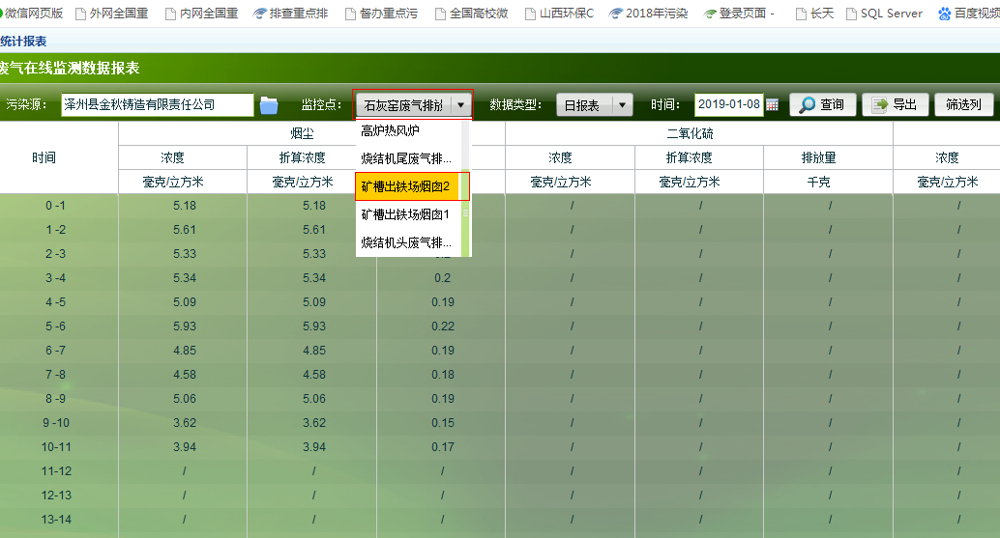 微信网页版 外网全国重 内网全国重 排查重点排 督办重点污 全国高校微 山西环保C 2018年污染 登录页面 - 长天 SQL Server 百度视频
统计报表
废气在线监测数据报表
污染源： 泽州县金秋铸造有限责任公司 监控点： 石灰窑废气排放 数据类型： 日报表 时间： 2019-01-08 查询 导出 筛选列
高炉热风炉
烧结机尾废气排...
矿槽出铁场烟囱2
矿槽出铁场烟囱1
烧结机头废气排...
时间 烟尘 二氧化硫
浓度 折算浓度 浓度 折算浓度 排放量 浓度
毫克/立方米 毫克/立方米 毫克/立方米 毫克/立方米 千克 毫克/立方米
0 -1 5.18 5.18 / / / /
1 -2 5.61 5.61 / / / /
2 -3 5.33 5.33 / / / /
3 -4 5.34 5.34 0.2 / / / /
4 -5 5.09 5.09 0.19 / / / /
5 -6 5.93 5.93 0.22 / / / /
6 -7 4.85 4.85 0.19 / / / /
7 -8 4.58 4.58 0.18 / / / /
8 -9 5.06 5.06 0.19 / / / /
9 -10 3.62 3.62 0.15 / / / /
10-11 3.94 3.94 0.17 / / / /
11-12 / / / / / / /
12-13 / / / / / / /
13-14 / / / / / / /